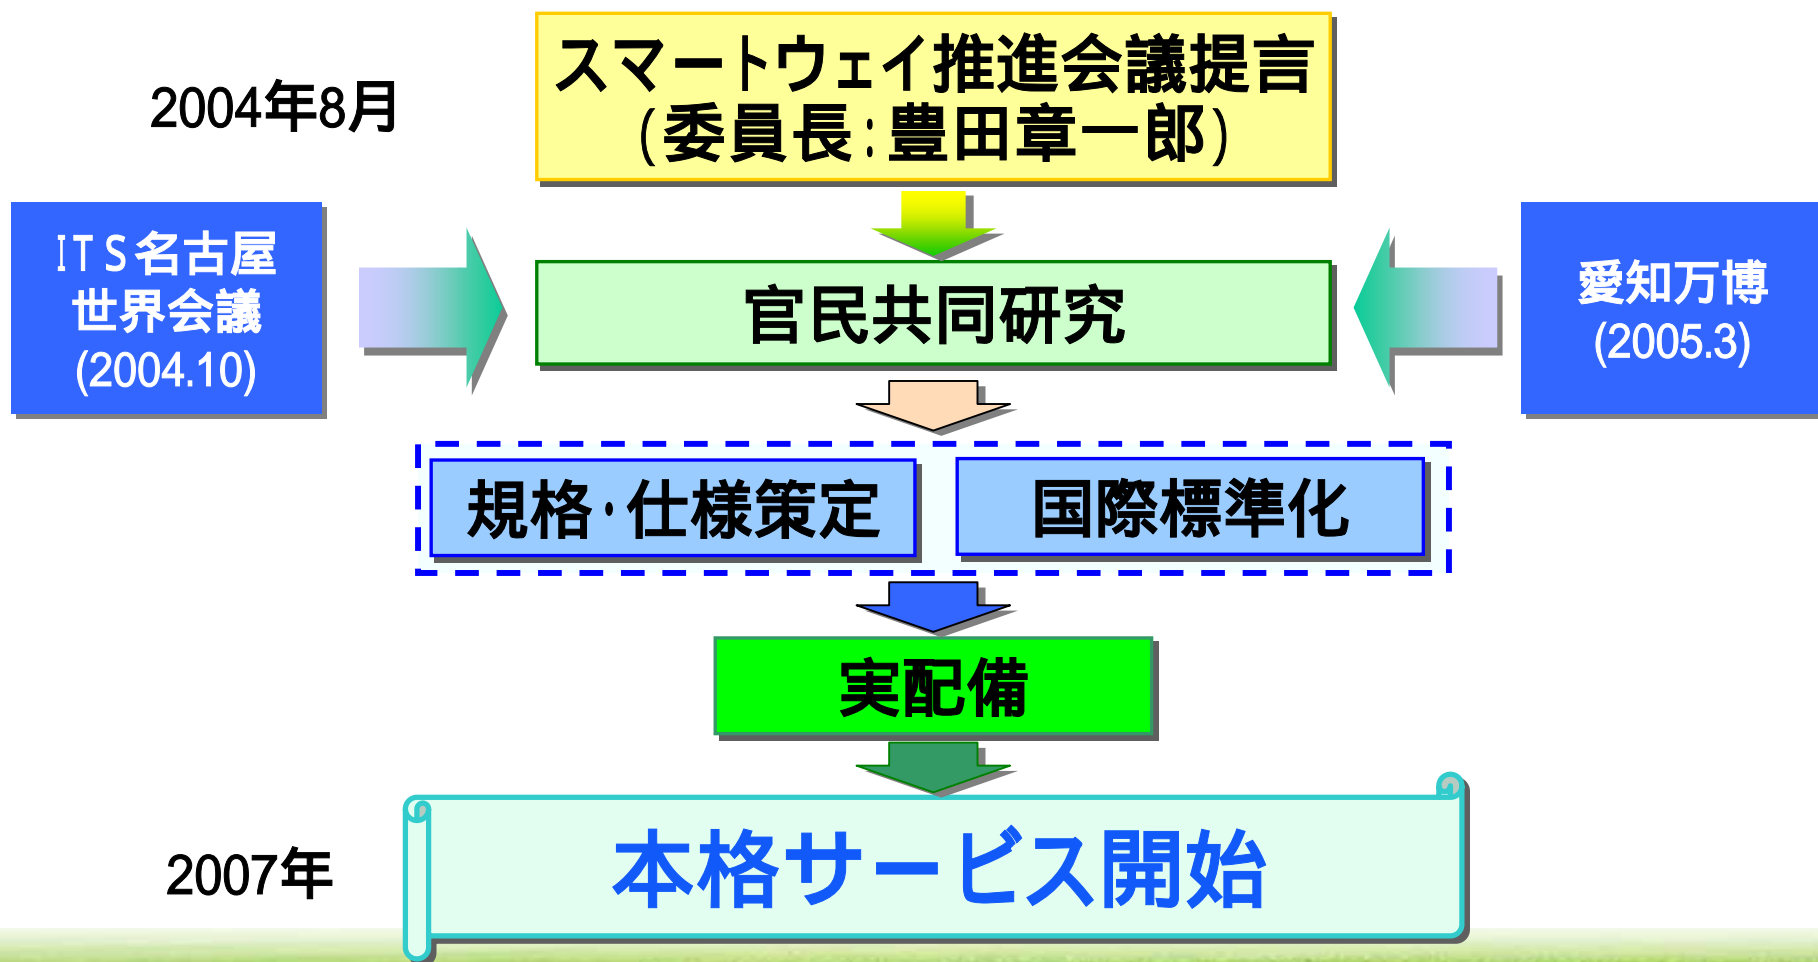 2004年8月
スマートウェイ推進会議提言
(委員長:豊田章一郎)
ITS名古屋
世界会議
(2004.10)
官民共同研究
愛知万博
(2005.3)
規格・仕様策定
国際標準化
実配備
2007年
本格サービス開始